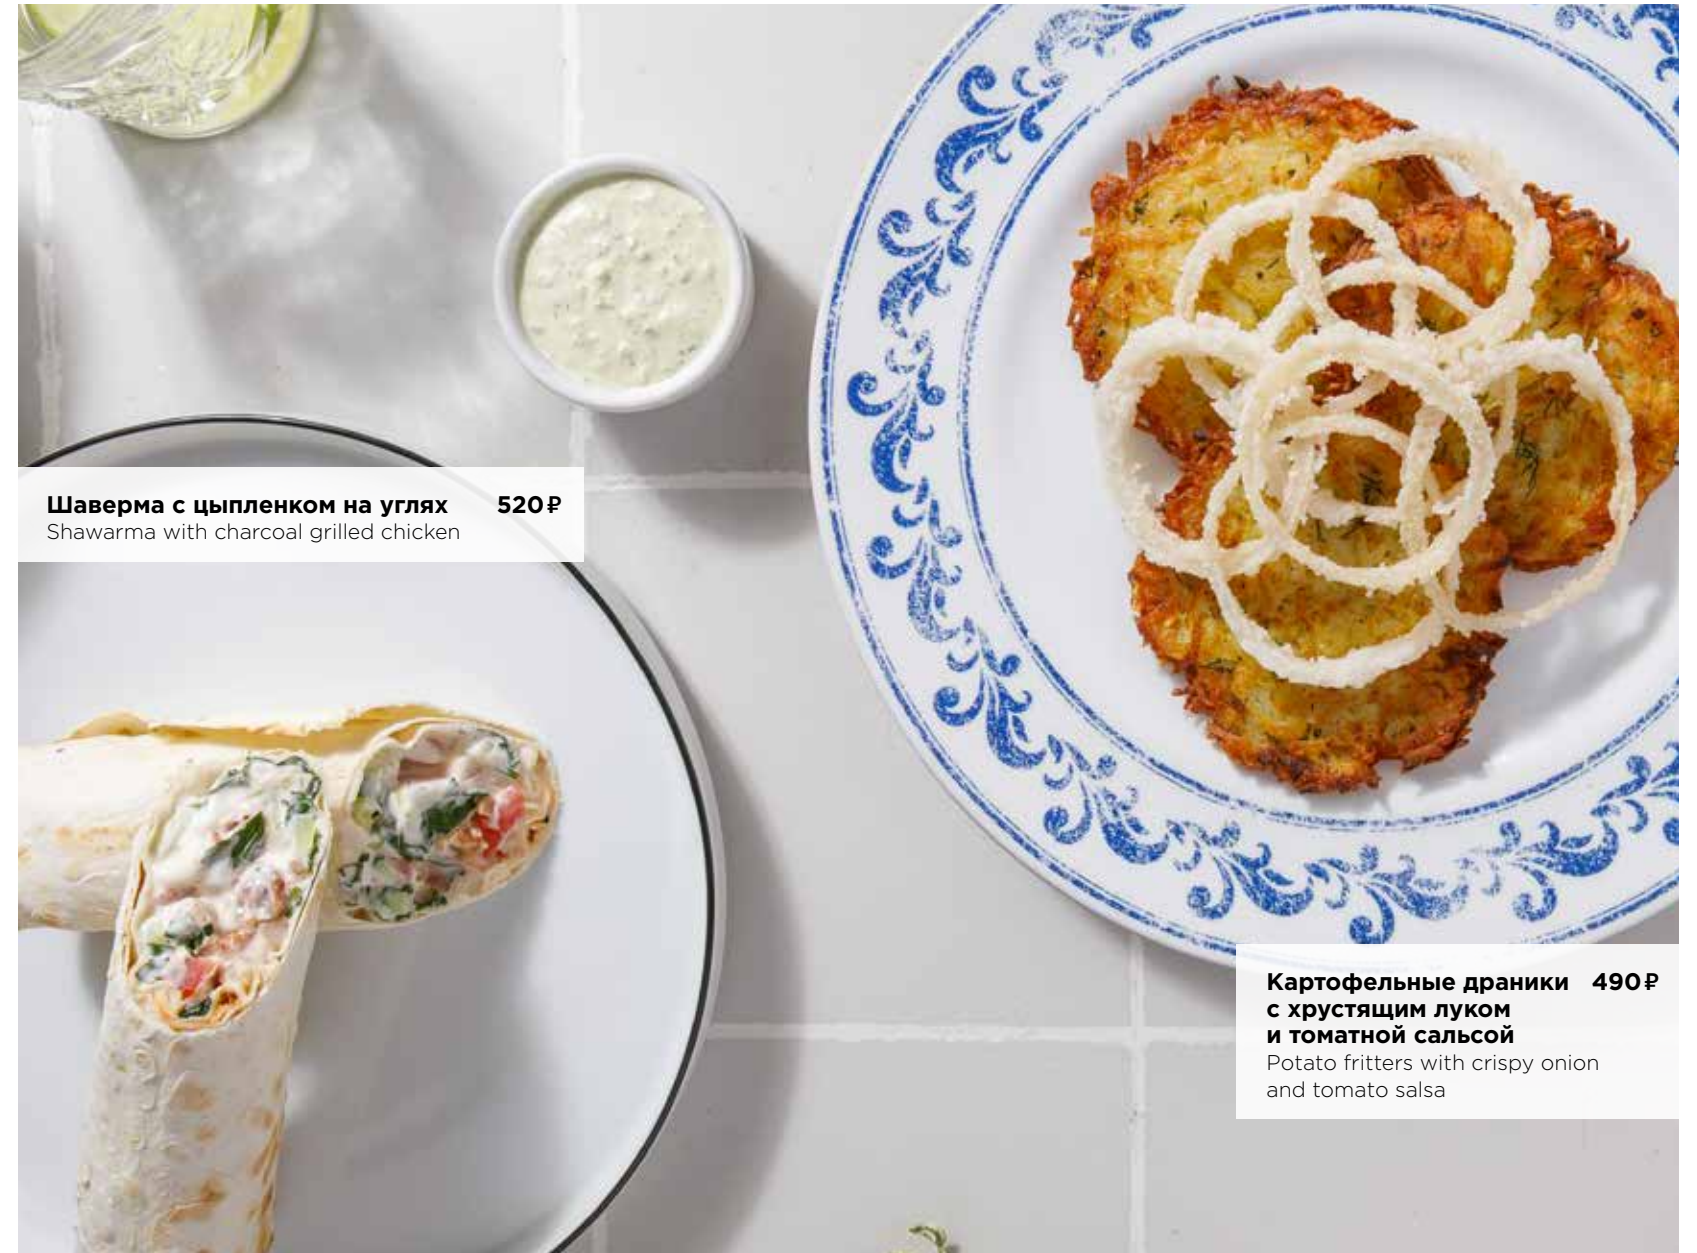 Шаверма с цыпленком на углях 520 ₽
Shawarma with charcoal grilled chicken
Картофельные драники 490 ₽
с хрустящим луком
и томатной сальсой
Potato fritters with crispy onion
and tomato salsa